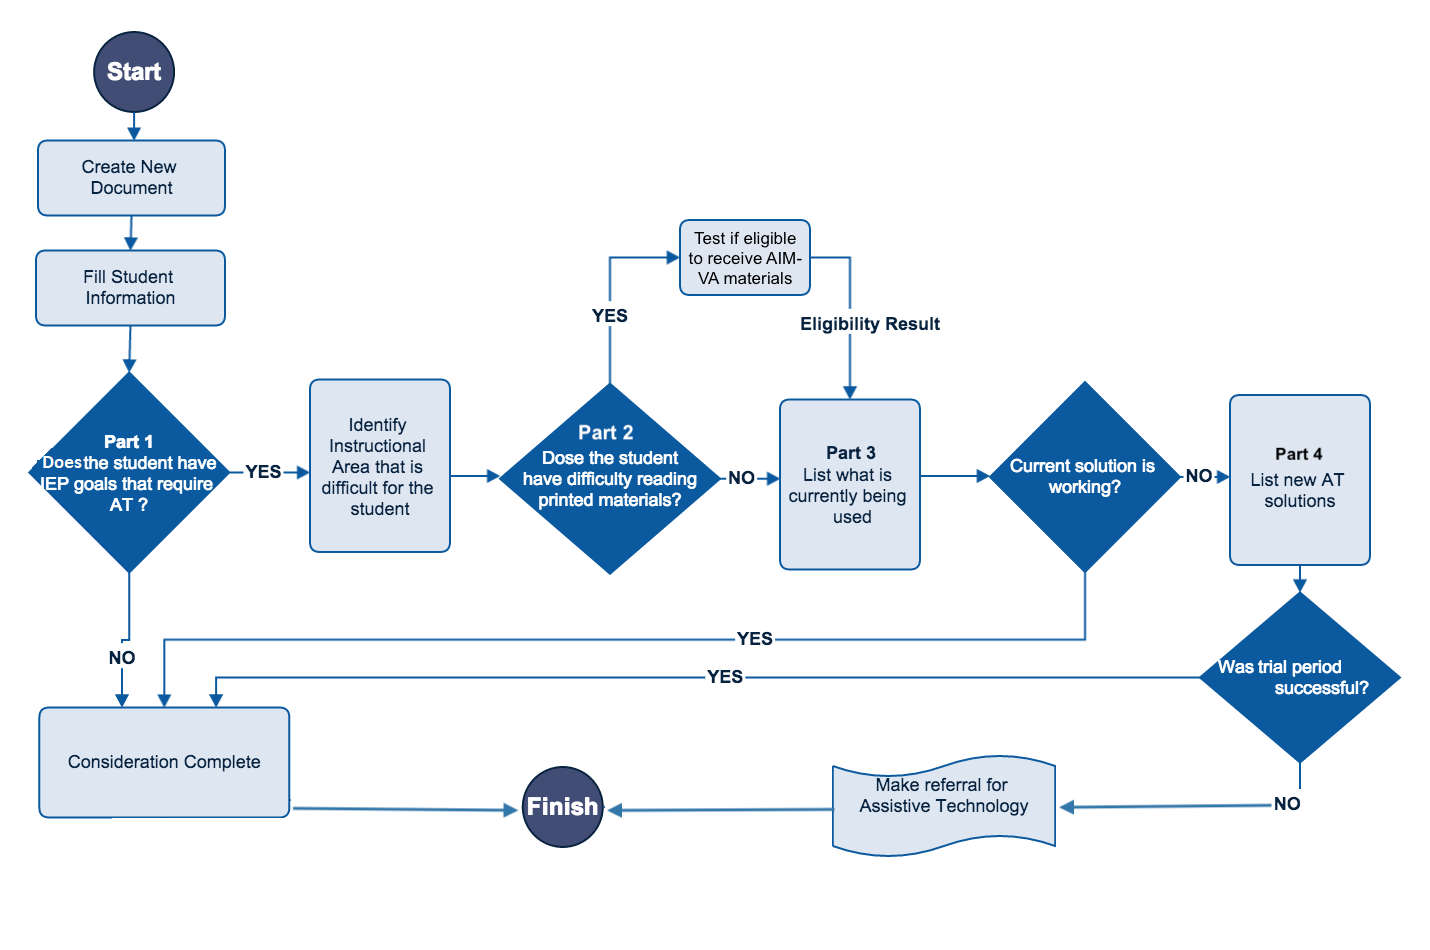 Start
Create New
Document
Fill Student
Information
Part 1
Does the student have
IEP goals that require
AT ?
YES
NO
Identify
Instructional
Area that is
difficult for the
student
Part 2
Dose the student
have difficulty reading
printed materials?
YES
NO
Test if eligible
to receive AIM-
VA materials
Eligibility Result
Part 3
List what is
currently being
used
Current solution is
working?
NO
YES
Part 4
List new AT
solutions
Was trial period
successful?
YES
NO
Make referral for
Assistive Technology
Consideration Complete
Finish